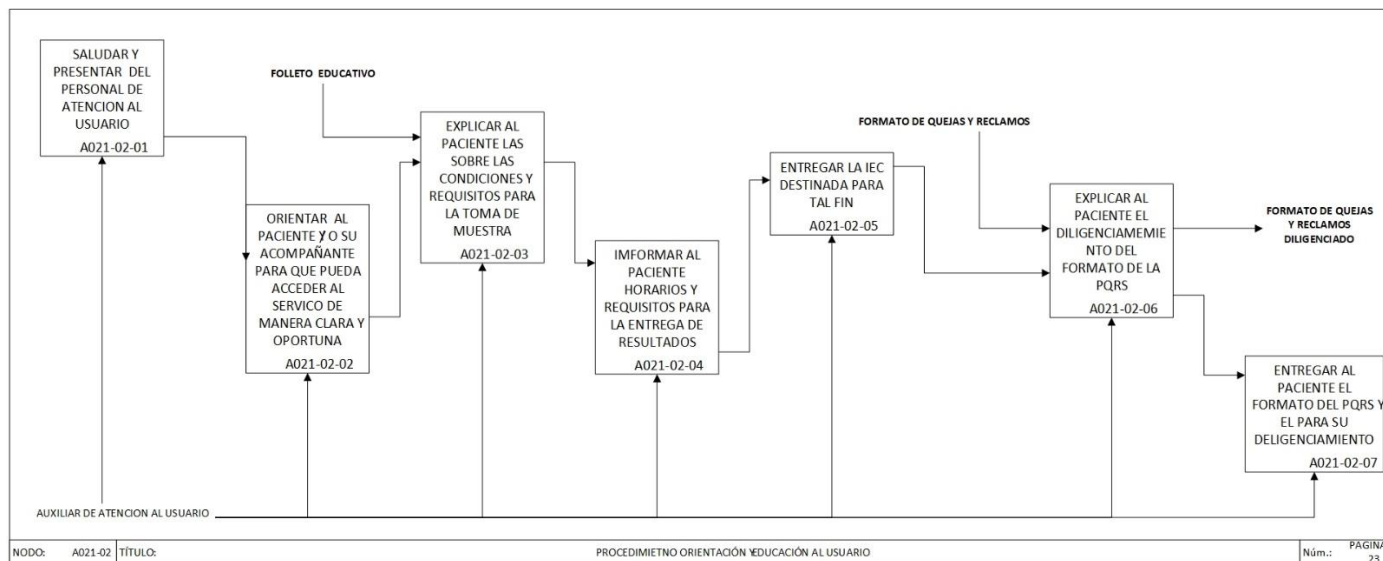 SALUDAR Y
PRESENTAR DEL
PERSONAL DE
ATENCION AL
USUARIO
A021-02-01
ORIENTAR AL
PACIENTE Y/O SU
ACOMPAÑANTE
PARA QUE PUEDA
ACCEDER AL
SERVICO DE
MANERA CLARA Y
OPORTUNA
A021-02-02
FOLLETO EDUCATIVO
EXPLICAR AL
PACIENTE LAS
SOBRE LAS
CONDICIONES Y
REQUISITOS PARA
LA TOMA DE
MUESTRA
A021-02-03
IMFORMAR AL
PACIENTE
HORARIOS Y
REQUISITOS PARA
LA ENTREGA DE
RESULTADOS
A021-02-04
ENTREGAR LA IEC
DESTINADA PARA
TAL FIN
A021-02-05
FORMATO DE QUEJAS Y RECLAMOS
EXPLICAR AL
PACIENTE EL
DILIGENCIAMEMIE
NTO DEL
FORMATO DE LA
PQRS
A021-02-06
FORMATO DE QUEJAS
Y RECLAMOS
DILIGENCIADO
ENTREGAR AL
PACIENTE EL
FORMATO DEL PQRS Y
EL PARA SU
DELIGENCIAMIENTO
A021-02-07
AUXILIAR DE ATENCION AL USUARIO
NODO: A021-02 TÍTULO: PROCEDIMIETNO ORIENTACIÓN Y EDUCACIÓN AL USUARIO Núm.: PAGINA
23